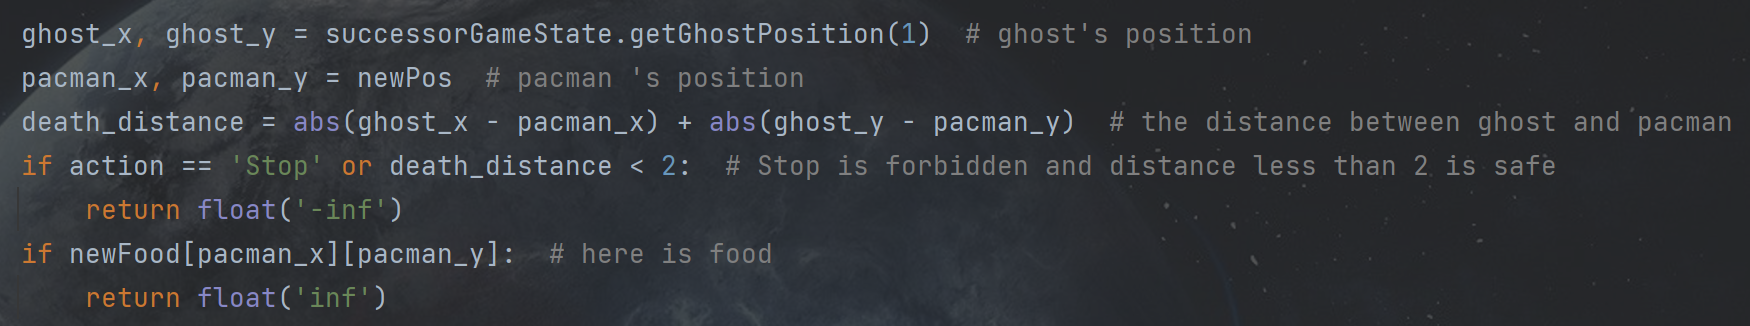 ghost_x, ghost_y = successorGameState.getGhostPosition(1)  # ghost's position
pacman_x, pacman_y = newPos  # pacman 's position
death_distance = abs(ghost_x - pacman_x) + abs(ghost_y - pacman_y)  # the distance between ghost and pacman
if action == 'Stop' or death_distance < 2:  # Stop is forbidden and distance less than 2 is safe
    return float('-inf')
if newFood[pacman_x][pacman_y]:  # here is food
    return float('inf')